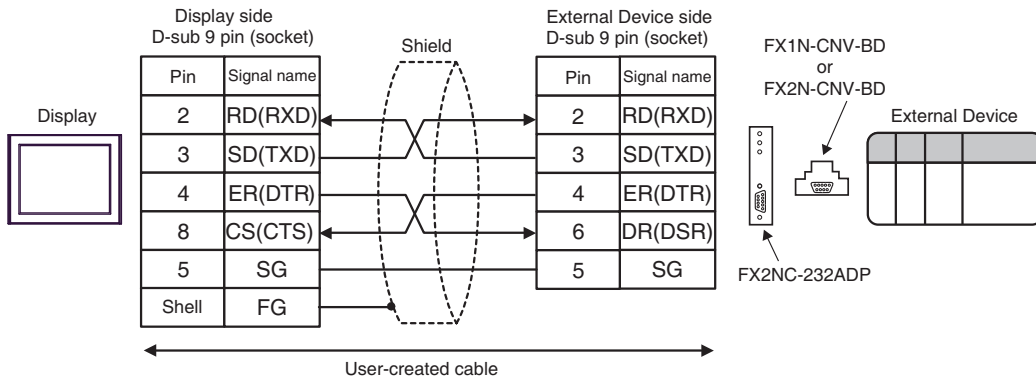 Display side
D-sub 9 pin (socket)
External Device side
D-sub 9 pin (socket)
Shield
FX1N-CNV-BD
or
FX2N-CNV-BD
Display
External Device
Pin Signal name
2 RD(RXD)
3 SD(TXD)
4 ER(DTR)
8 CS(CTS)
5 SG
Shell FG
Pin Signal name
2 RD(RXD)
3 SD(TXD)
4 ER(DTR)
6 DR(DSR)
5 SG
FX2NC-232ADP
User-created cable